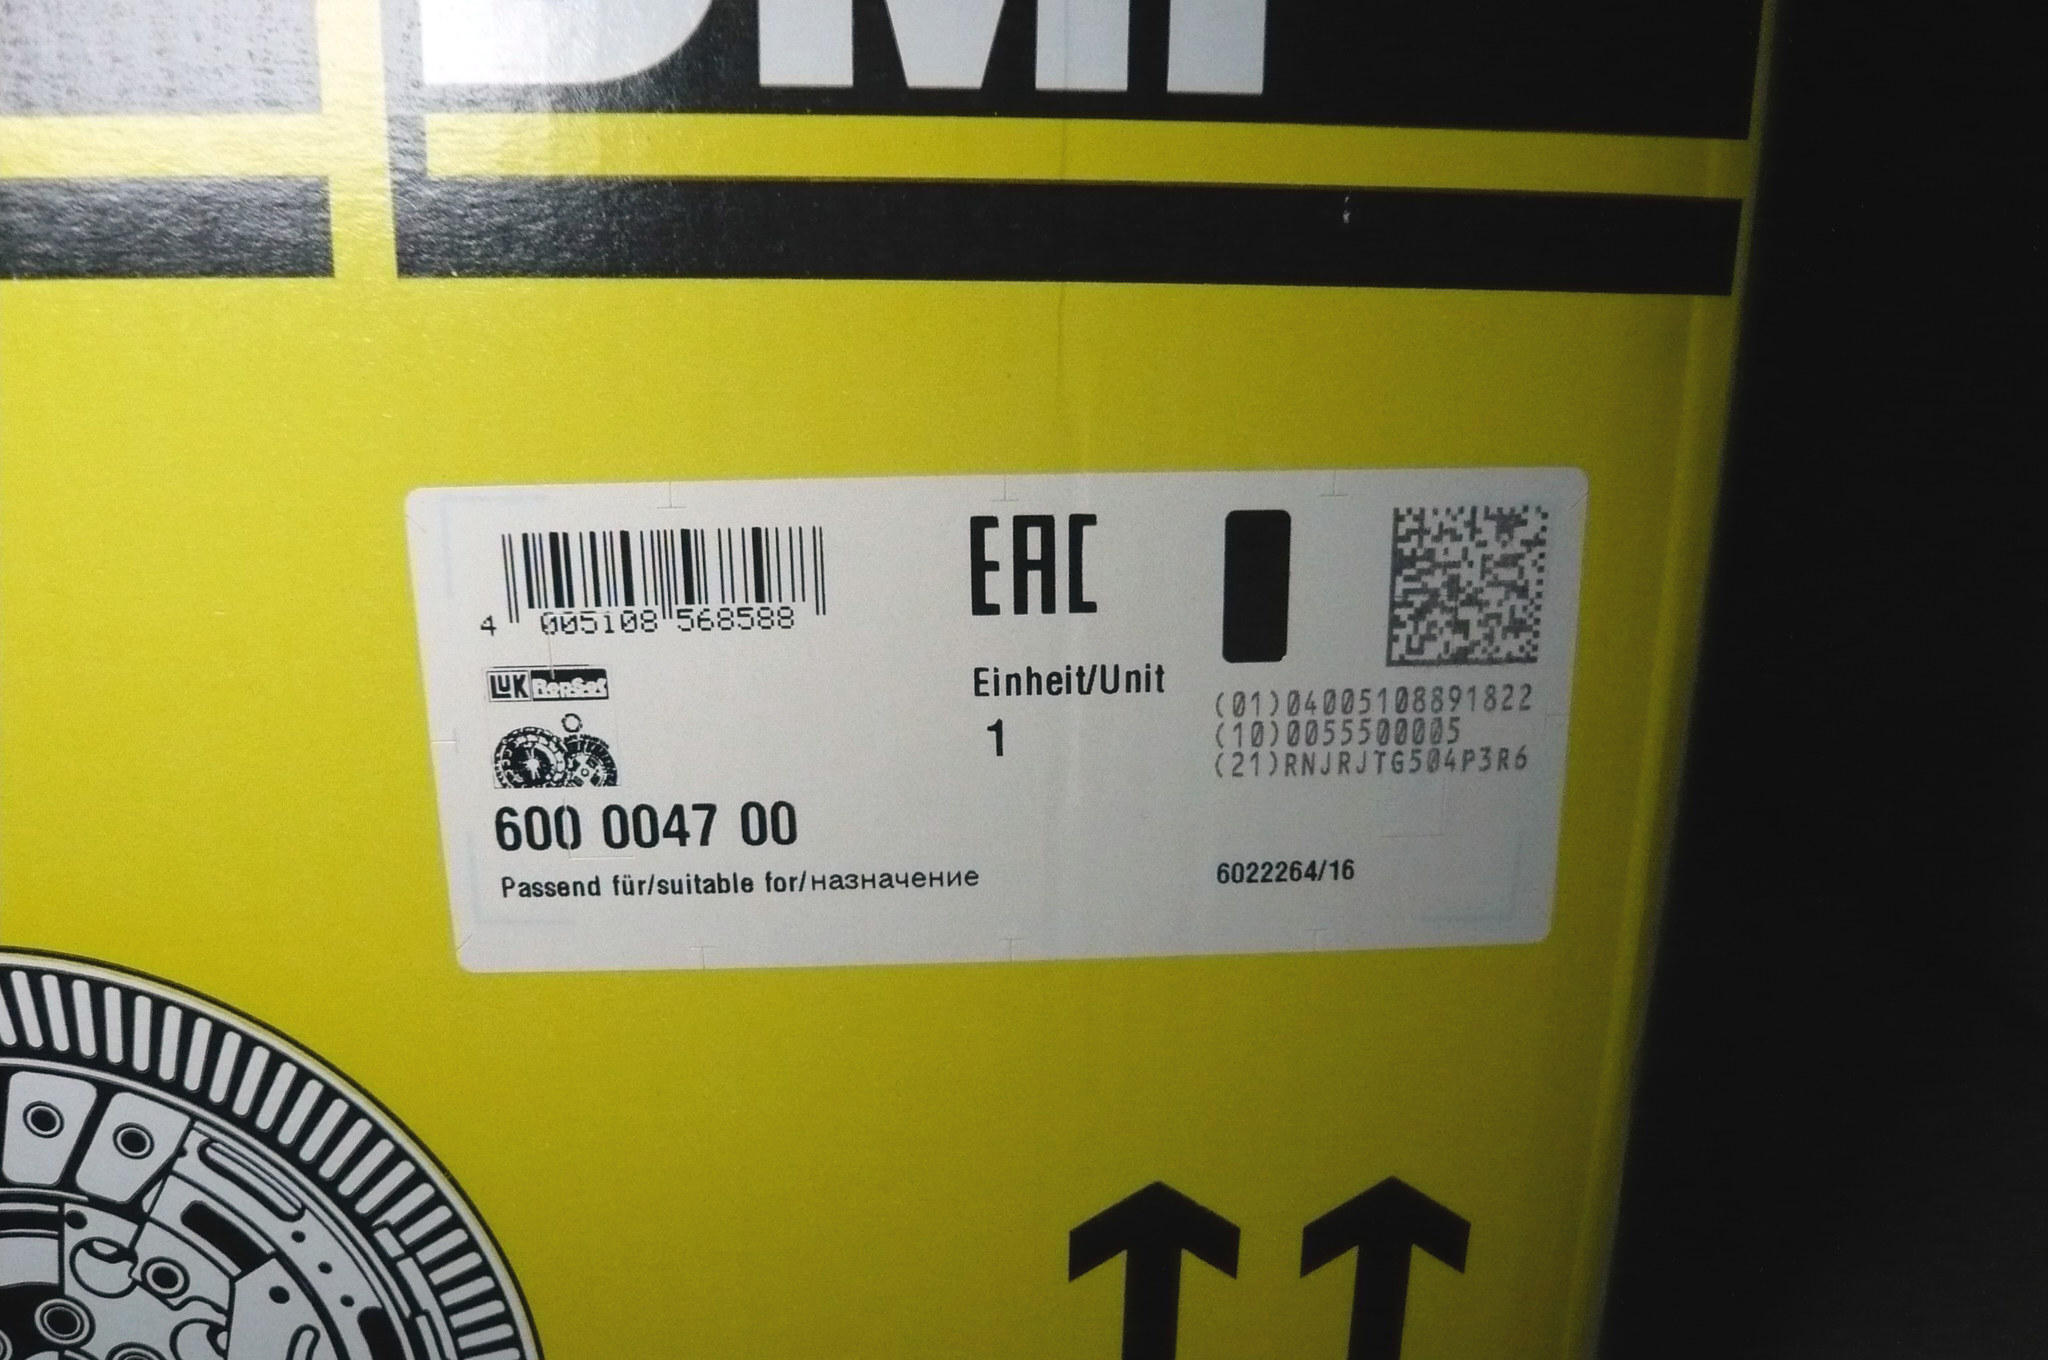 DMF
4 005108 568588
EAC
LUK RepSet
Einheit/Unit
1
(01)04005108891822
(10)0055500005
(21)RNJRJTG504P3R6
600 0047 00
Passend für/suitable for/назначение
6022264/16